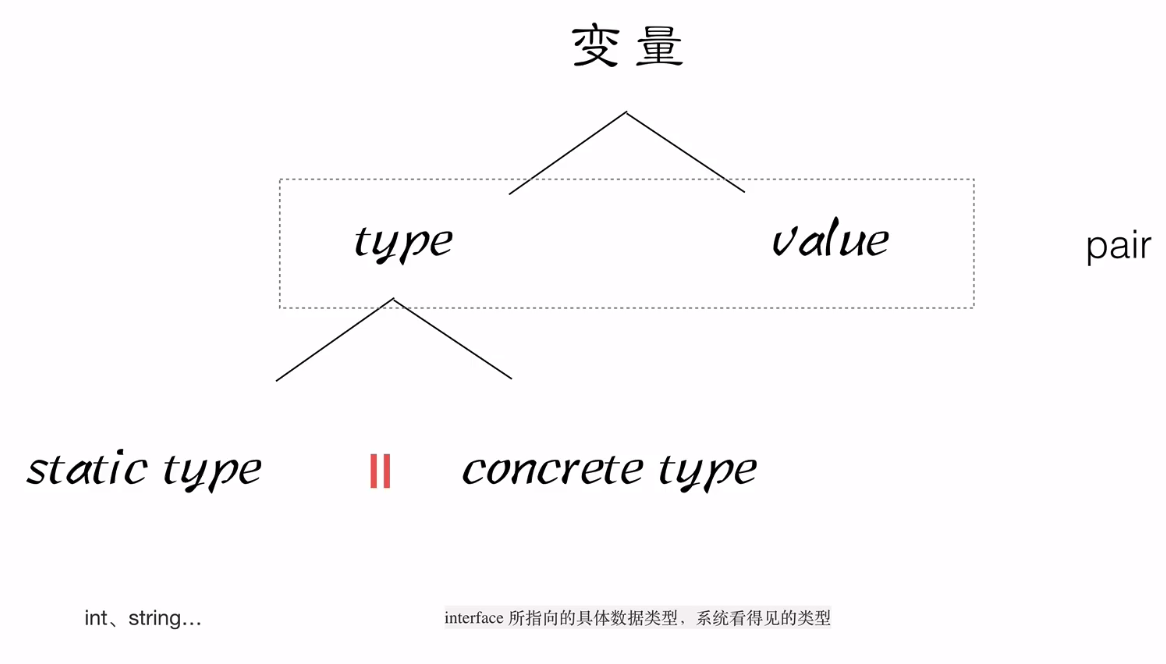 变量
type
value
pair
static type
||
concrete type
int、string...
interface 所指向的具体数据类型，系统看得见的类型